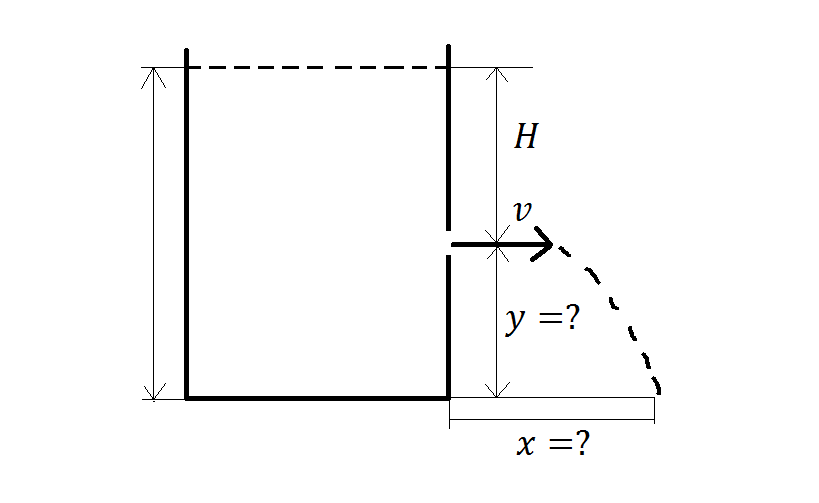 H
v
y =?
x =?